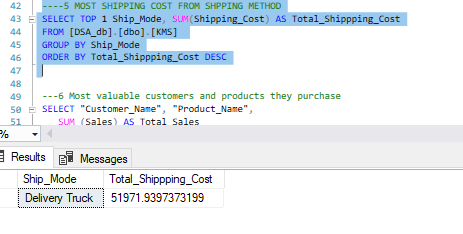 42 ----5 MOST SHIPPING COST FROM SHPPING METHOD
43 SELECT TOP 1 Ship_Mode, SUM(Shipping_Cost) AS Total_Shippping_Cost
44 FROM [DSA_db].[dbo].[KMS]
45 GROUP BY Ship_Mode
46 ORDER BY Total_Shippping_Cost DESC
47
48
49 ---6 Most valuable customers and products they purchase
50 SELECT "Customer_Name", "Product_Name",
51 SUM (Sales) AS Total_Sales
%
Results Messages
Ship_Mode Total_Shippping_Cost
Delivery Truck 51971.9397373199